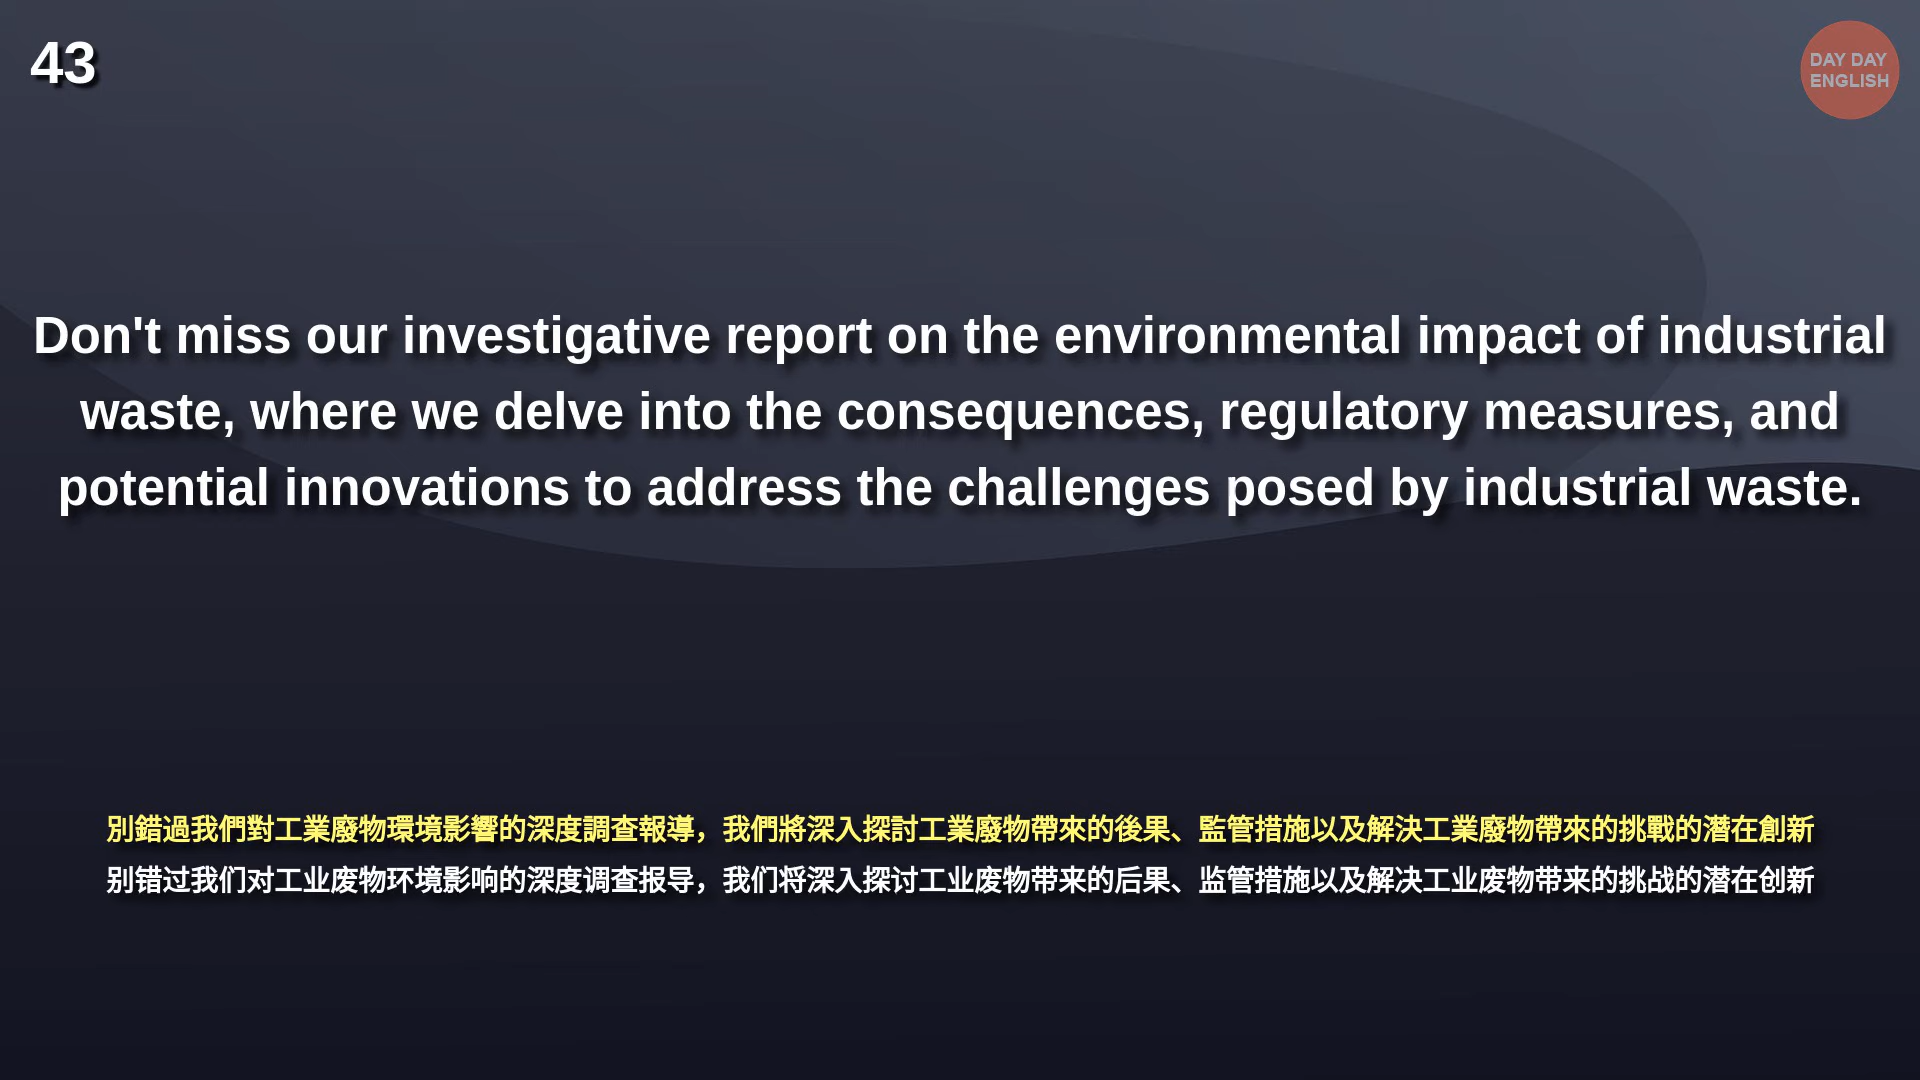 43
DAY DAY
ENGLISH
Don't miss our investigative report on the environmental impact of industrial
waste, where we delve into the consequences, regulatory measures, and
potential innovations to address the challenges posed by industrial waste.
別錯過我們對工業廢物環境影響的深度調查報導，我們將深入探討工業廢物帶來的後果、監管措施以及解決工業廢物帶來的挑戰的潛在創新
别错过我们对工业废物环境影响的深度调查报导，我们将深入探讨工业废物带来的后果、监管措施以及解决工业废物带来的挑战的潜在创新